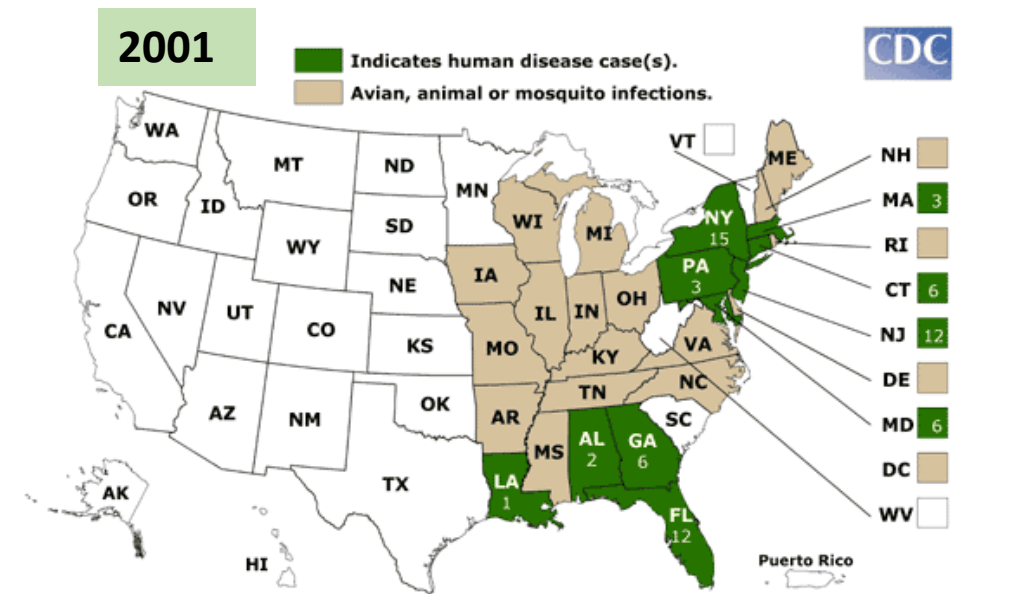 2001
Indicates human disease case(s).
Avian, animal or mosquito infections.
CDC
WA
MT
ND
MN
VT
ME
NH
OR
ID
SD
WI
MI
NY
15
MA 3
WY
RI
IA
PA
3
NE
CT 6
NV
UT
CO
IL
IN
OH
NJ 12
CA
KS
MO
KY
VA
DE
AZ
NM
OK
AR
TN
NC
MD 6
SC
MS
AL
2
GA
6
DC
TX
LA
1
FL
12
WV
AK
HI
Puerto Rico